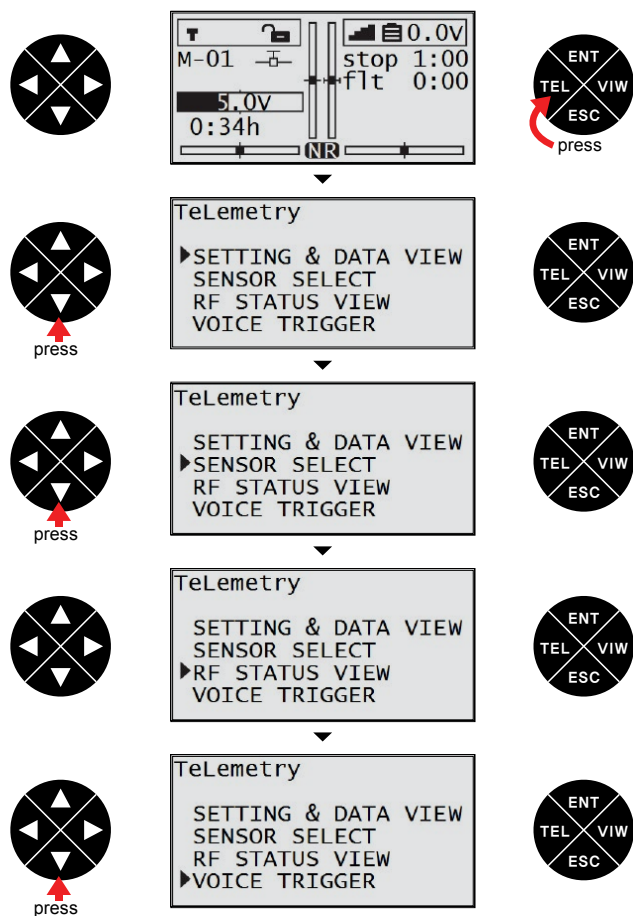 M-01
5.0V
0:34h
0.0V
stop 1:00
flt 0:00
NR
ENT
TEL VIW
ESC
press
TeLemetry
SETTING & DATA VIEW
SENSOR SELECT
RF STATUS VIEW
VOICE TRIGGER
ENT
TEL VIW
ESC
press
TeLemetry
SETTING & DATA VIEW
SENSOR SELECT
RF STATUS VIEW
VOICE TRIGGER
ENT
TEL VIW
ESC
press
TeLemetry
SETTING & DATA VIEW
SENSOR SELECT
RF STATUS VIEW
VOICE TRIGGER
ENT
TEL VIW
ESC
TeLemetry
SETTING & DATA VIEW
SENSOR SELECT
RF STATUS VIEW
VOICE TRIGGER
ENT
TEL VIW
ESC
press